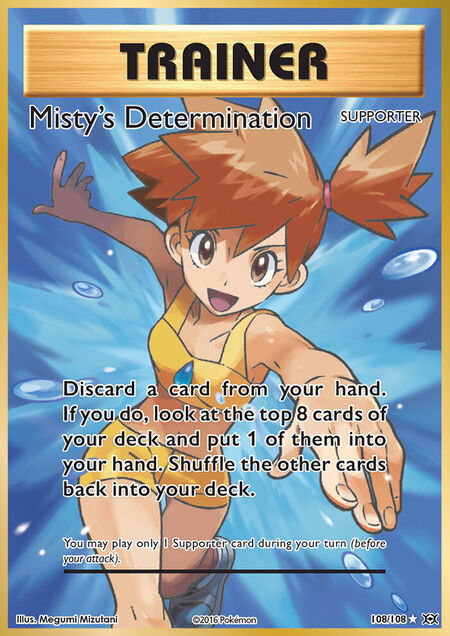 TRAINER
Misty's Determination SUPPORTER
Discard a card from your hand.
If you do, look at the top 8 cards of
your deck and put 1 of them into
your hand. Shuffle the other cards
back into your deck.
You may play only 1 Supporter card during your turn (before
your attack).
Illus. Megumi Mizutani ©2016 Pokémon 108/108 ★